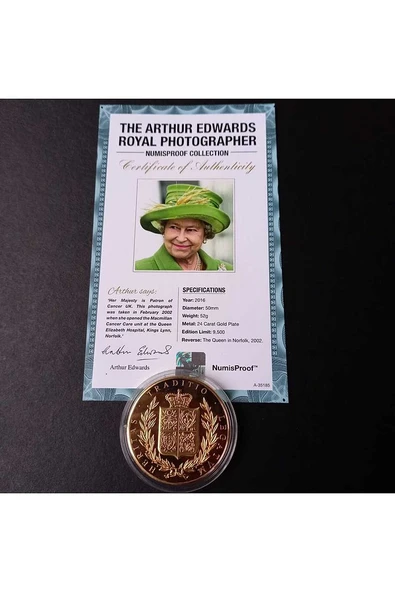 THE ARTHUR EDWARDS
ROYAL PHOTOGRAPHER
NUMISPROOF COLLECTION
Certificate of Authenticity
Arthur says:
"Her Majesty is Patron of
Cancer UK. This photograph
was taken in February 2002
when she opened the Macmillan
Cancer Care unit at the Queen
Elizabeth Hospital, Kings Lynn,
Norfolk."
Arthur Edwards
Arthur Edwards
SPECIFICATIONS
Year: 2016
Diameter: 50mm
Weight: 52g
Metal: 24 Carat Gold Plate
Edition Limit: 9,500
Reverse: The Queen in Norfolk, 2002.
NumisProof™
TRADITIO